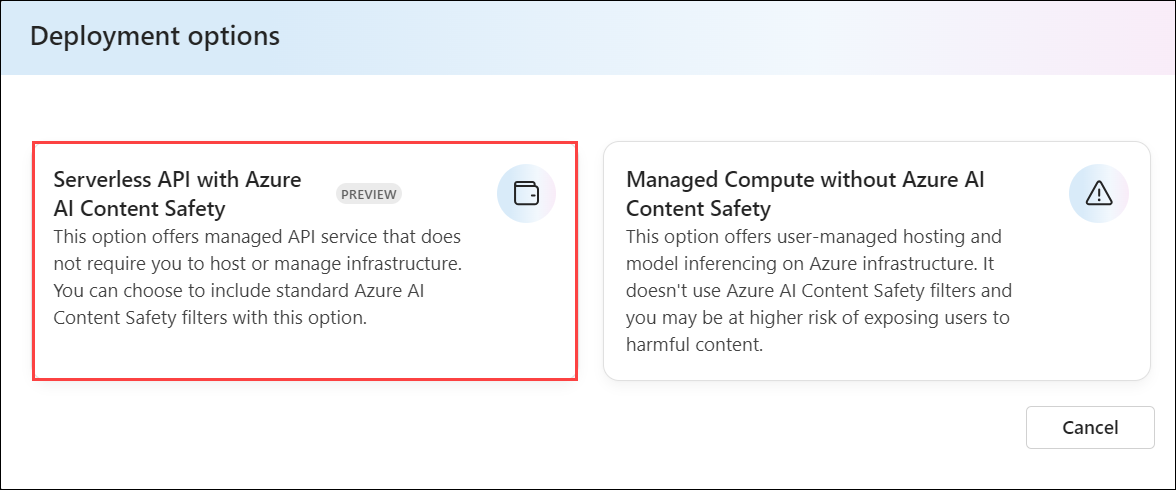 Deployment options
Serverless API with Azure
AI Content Safety
PREVIEW
This option offers managed API service that does
not require you to host or manage infrastructure.
You can choose to include standard Azure AI
Content Safety filters with this option.
Managed Compute without Azure AI
Content Safety
This option offers user-managed hosting and
model inferencing on Azure infrastructure. It
doesn't use Azure AI Content Safety filters and
you may be at higher risk of exposing users to
harmful content.
Cancel